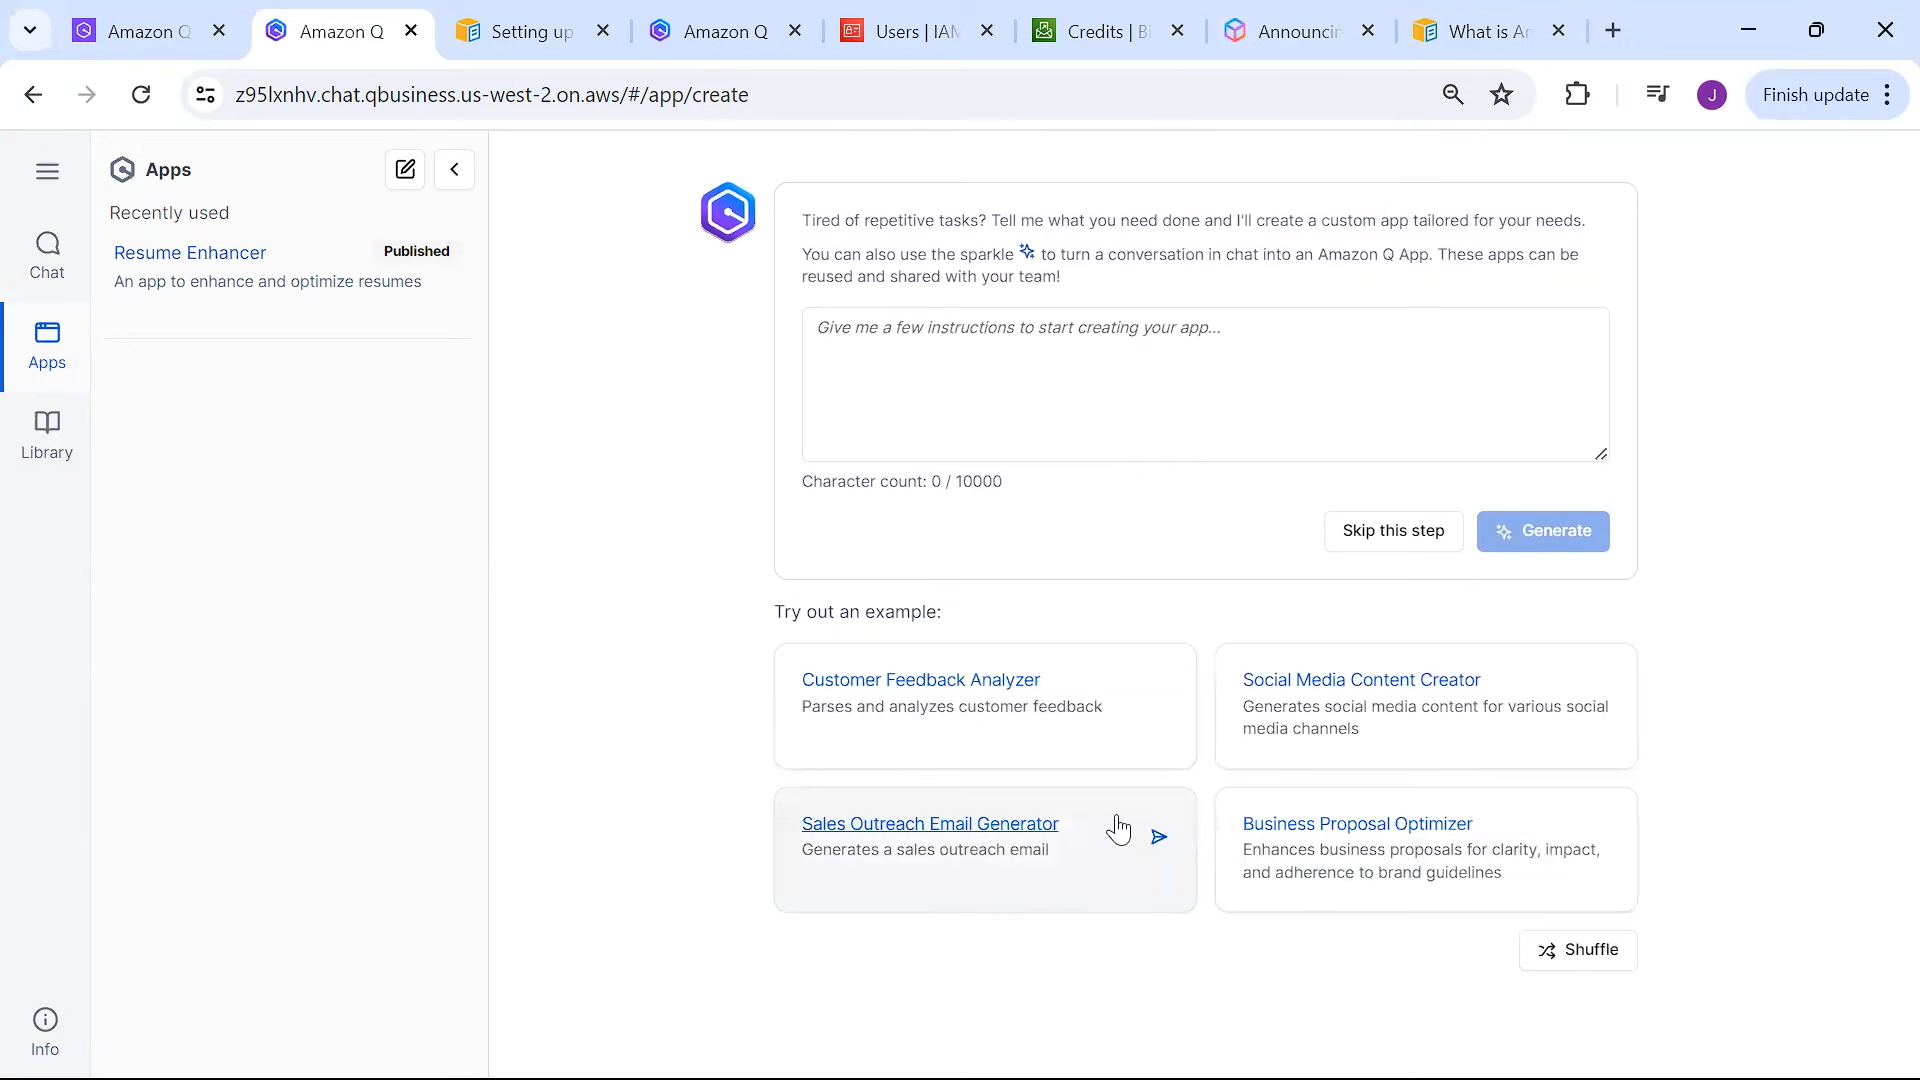 Amazon Q
Amazon Q
Setting up
Amazon Q
Users | IAM
Credits | Bi
Announcin
What is Am
z95lxnhv.chat.qbusiness.us-west-2.on.aws/#/app/create
J
Finish update
Chat
Apps
Library
Info
Apps
Recently used
Resume Enhancer
Published
An app to enhance and optimize resumes
Tired of repetitive tasks? Tell me what you need done and I'll create a custom app tailored for your needs.
You can also use the sparkle to turn a conversation in chat into an Amazon Q App. These apps can be
reused and shared with your team!
Give me a few instructions to start creating your app...
Character count: 0 / 10000
Skip this step
Generate
Try out an example:
Customer Feedback Analyzer
Parses and analyzes customer feedback
Social Media Content Creator
Generates social media content for various social
media channels
Sales Outreach Email Generator
Generates a sales outreach email
Business Proposal Optimizer
Enhances business proposals for clarity, impact,
and adherence to brand guidelines
Shuffle